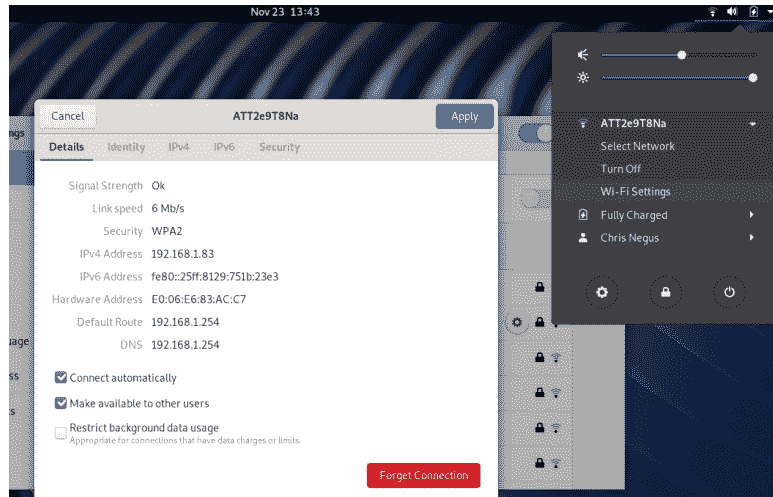 Nov 23 13:43
Cancel
ATT2e9T8Na
Apply
Details Identity IPv4 IPv6 Security
Signal Strength Ok
Link speed 6 Mb/s
Security WPA2
IPv4 Address 192.168.1.83
IPv6 Address fe80::25ff:8129:751b:23e3
Hardware Address E0:06:E6:83:AC:C7
Default Route 192.168.1.254
DNS 192.168.1.254
Connect automatically
Make available to other users
Restrict background data usage
Appropriate for connections that have data charges or limits.
Forget Connection
ATT2e9T8Na
Select Network
Turn Off
Wi-Fi Settings
Fully Charged
Chris Negus